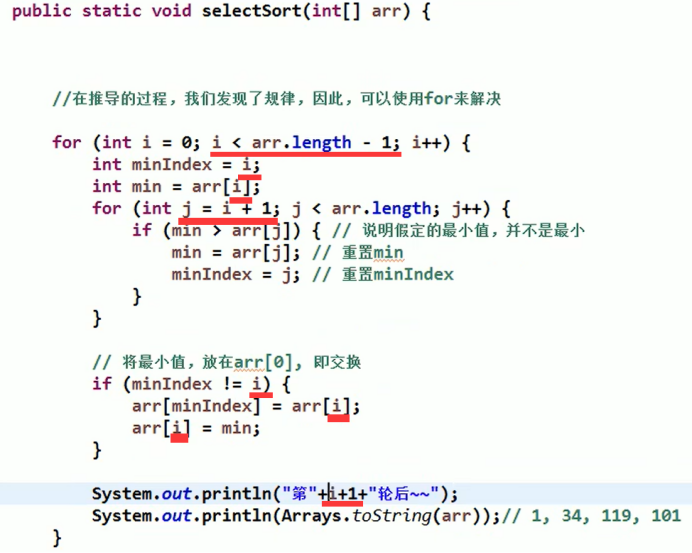 public static void selectSort(int[] arr) {
//在推导的过程，我们发现了规律，因此，可以使用for来解决
for (int i = 0; i < arr.length - 1; i++) {
int minIndex = i;
int min = arr[i];
for (int j = i + 1; j < arr.length; j++) {
if (min > arr[j]) { // 说明假定的最小值，并不是最小
min = arr[j]; // 重置min
minIndex = j; // 重置minIndex
}
}
// 将最小值，放在arr[0], 即交换
if (minIndex != i) {
arr[minIndex] = arr[i];
arr[i] = min;
}
System.out.println("第"+i+1+"轮后~~");
System.out.println(Arrays.toString(arr));// 1, 34, 119, 101
}